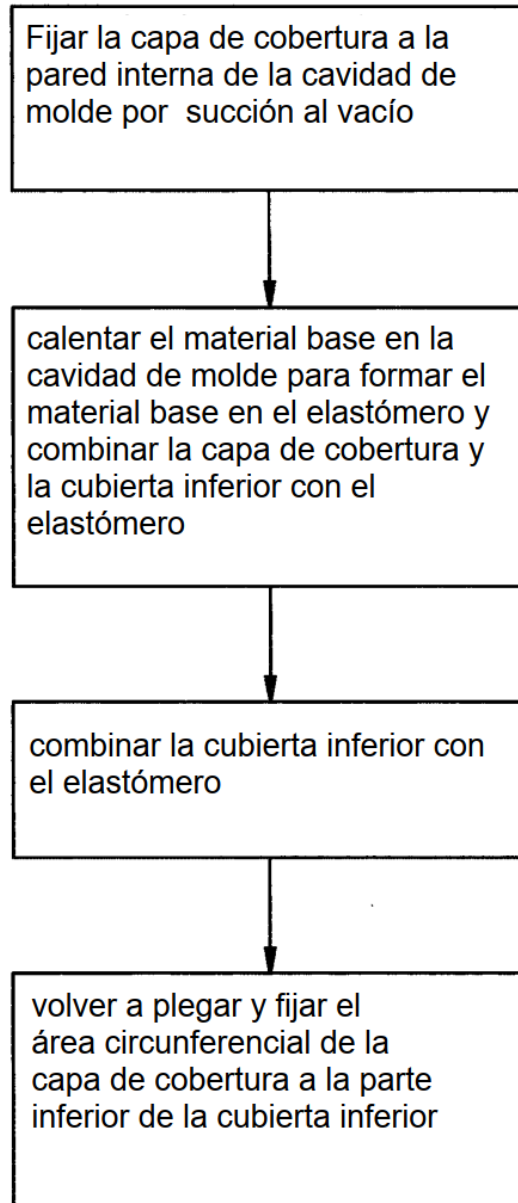 Fijar la capa de cobertura a la
pared interna de la cavidad de
molde por succión al vacío
calentar el material base en la
cavidad de molde para formar el
material base en el elastómero y
combinar la capa de cobertura y
la cubierta inferior con el
elastómero
combinar la cubierta inferior con
el elastómero
volver a plegar y fijar el
área circunferencial de la
capa de cobertura a la parte
inferior de la cubierta inferior